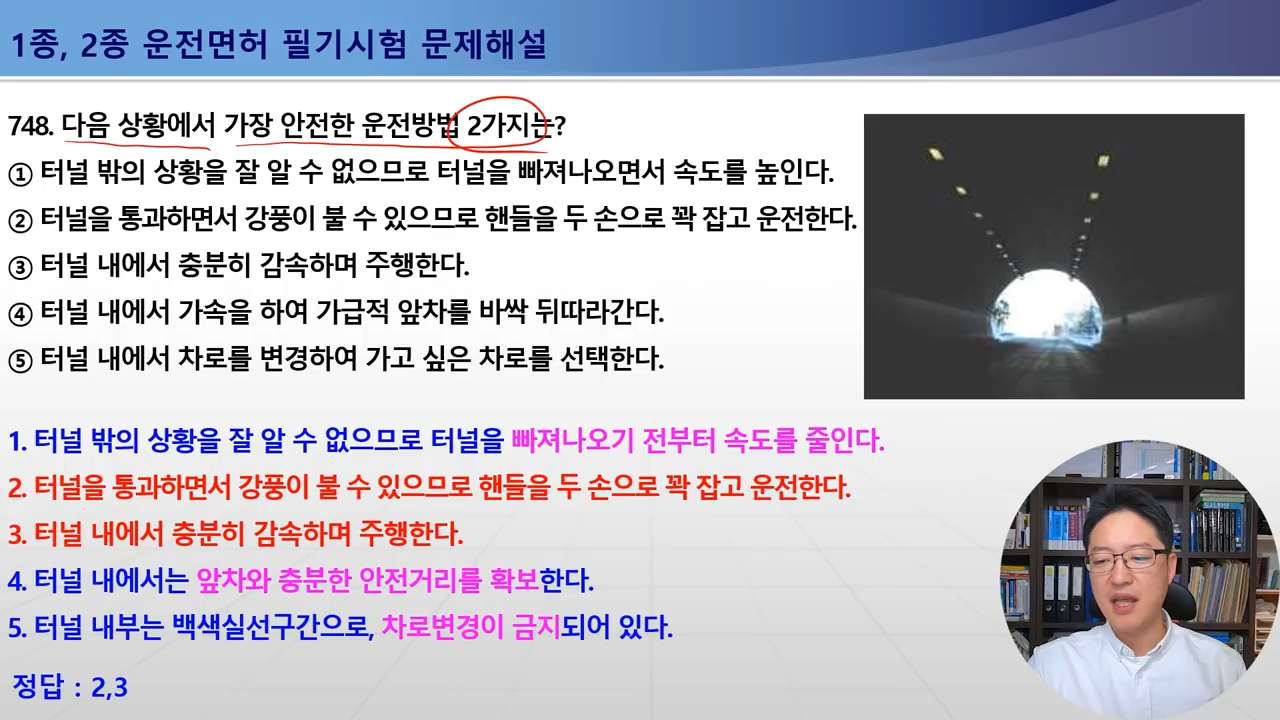 1종, 2종 운전면허 필기시험 문제해설
748. 다음 상황에서 가장 안전한 운전방법 2가지는?
① 터널 밖의 상황을 잘 알 수 없으므로 터널을 빠져나오면서 속도를 높인다.
② 터널을 통과하면서 강풍이 불 수 있으므로 핸들을 두 손으로 꽉 잡고 운전한다.
③ 터널 내에서 충분히 감속하며 주행한다.
④ 터널 내에서 가속을 하여 가급적 앞차를 바싹 뒤따라간다.
⑤ 터널 내에서 차로를 변경하여 가고 싶은 차로를 선택한다.
1. 터널 밖의 상황을 잘 알 수 없으므로 터널을 빠져나오기 전부터 속도를 줄인다.
2. 터널을 통과하면서 강풍이 불 수 있으므로 핸들을 두 손으로 꽉 잡고 운전한다.
3. 터널 내에서 충분히 감속하며 주행한다.
4. 터널 내에서는 앞차와 충분한 안전거리를 확보한다.
5. 터널 내부는 백색실선구간으로, 차로변경이 금지되어 있다.
정답 : 2,3